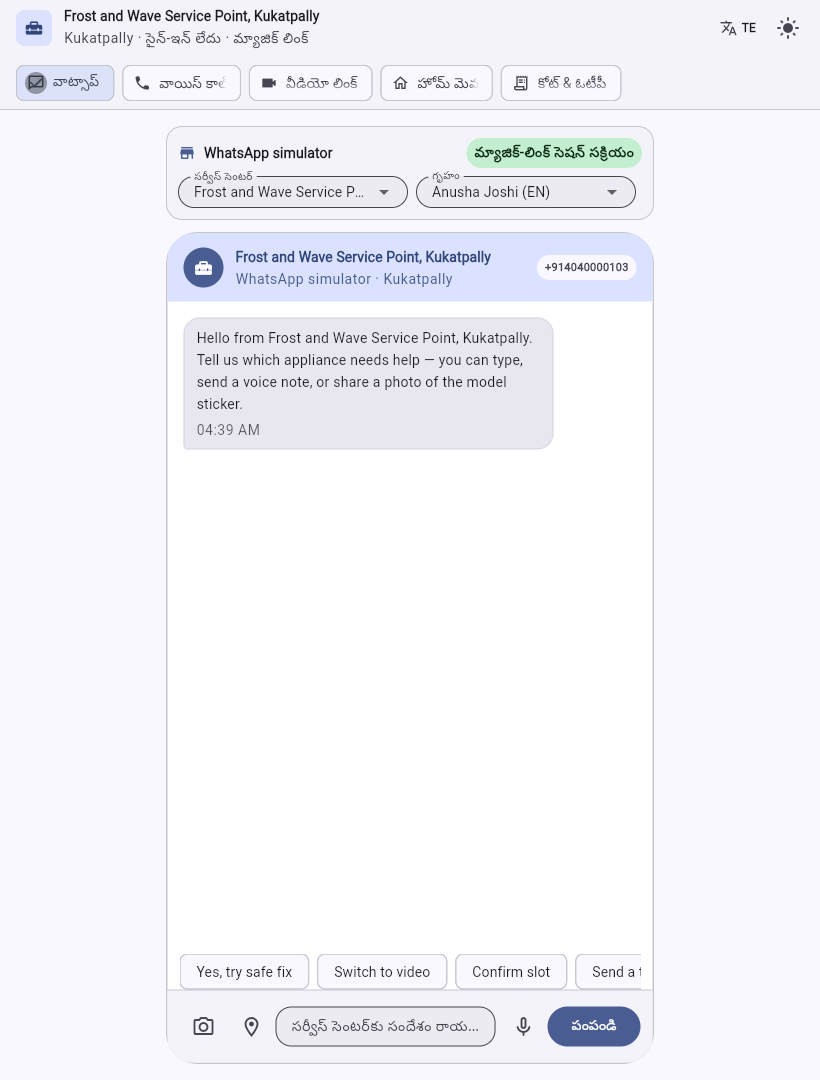 Frost and Wave Service Point, Kukatpally
Kukatpally · సైన్-ఇన్ లేదు · మ్యాజిక్ లింక్
TE
వాట్సాప్
వాయిస్ కాల్
వీడియో లింక్
హోమ్ మె
కోట్ & ఓటీపీ
WhatsApp simulator
మ్యాజిక్-లింక్ సెషన్ సక్రియం
సర్వీస్ సెంటర్
Frost and Wave Service P...
గృహం
Anusha Joshi (EN)
Frost and Wave Service Point, Kukatpally
WhatsApp simulator · Kukatpally
+914040000103
Hello from Frost and Wave Service Point, Kukatpally.
Tell us which appliance needs help — you can type,
send a voice note, or share a photo of the model
sticker.
04:39 AM
Yes, try safe fix
Switch to video
Confirm slot
Send a
సర్వీస్ సెంటర్‌కు సందేశం రాయ...
పంపండి